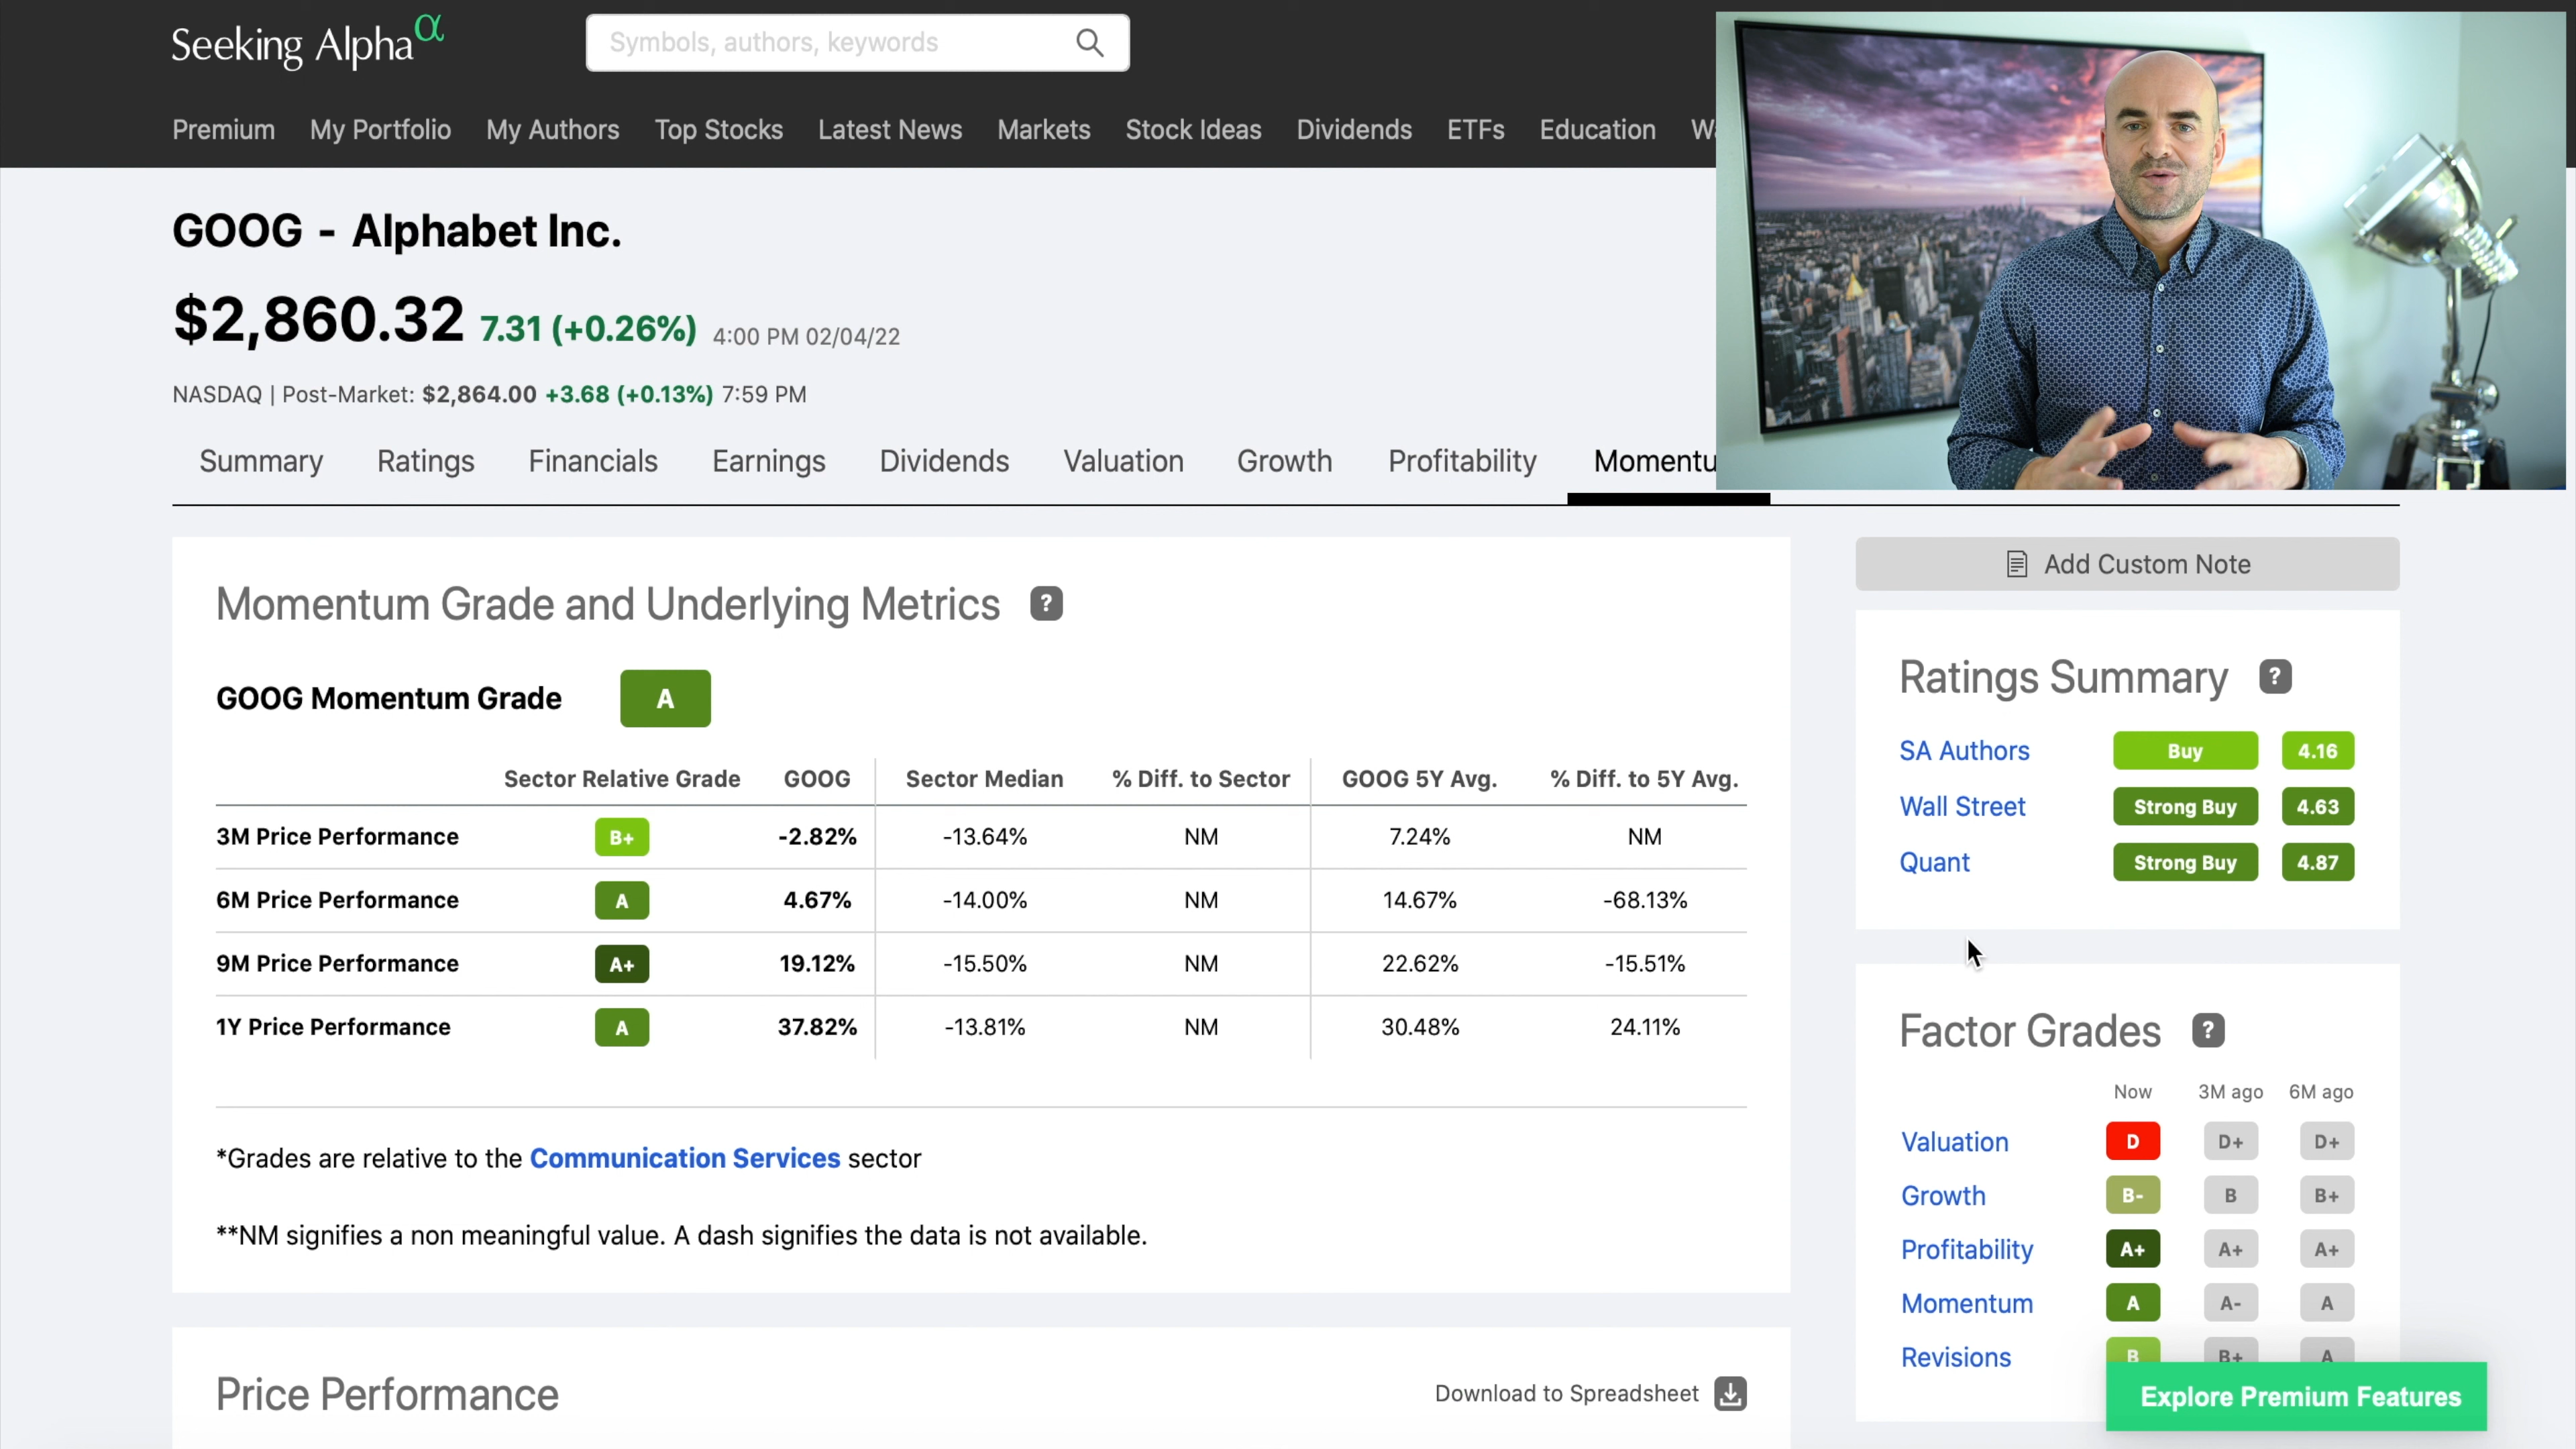 Seeking Alpha α
Symbols, authors, keywords
Premium My Portfolio My Authors Top Stocks Latest News Markets Stock Ideas Dividends ETFs Education
GOOG - Alphabet Inc.
$2,860.32 7.31 (+0.26%) 4:00 PM 02/04/22
NASDAQ | Post-Market: $2,864.00 +3.68 (+0.13%) 7:59 PM
Summary Ratings Financials Earnings Dividends Valuation Growth Profitability Momentu
Momentum Grade and Underlying Metrics ?
GOOG Momentum Grade A
Sector Relative Grade GOOG Sector Median % Diff. to Sector GOOG 5Y Avg. % Diff. to 5Y Avg.
3M Price Performance B+ -2.82% -13.64% NM 7.24% NM
6M Price Performance A 4.67% -14.00% NM 14.67% -68.13%
9M Price Performance A+ 19.12% -15.50% NM 22.62% -15.51%
1Y Price Performance A 37.82% -13.81% NM 30.48% 24.11%
*Grades are relative to the Communication Services sector
**NM signifies a non meaningful value. A dash signifies the data is not available.
Price Performance Download to Spreadsheet
Add Custom Note
Ratings Summary ?
SA Authors Buy 4.16
Wall Street Strong Buy 4.63
Quant Strong Buy 4.87
Factor Grades ?
Now 3M ago 6M ago
Valuation D D+ D+
Growth B- B B+
Profitability A+ A+ A+
Momentum A A- A
Revisions B B+ A
Explore Premium Features